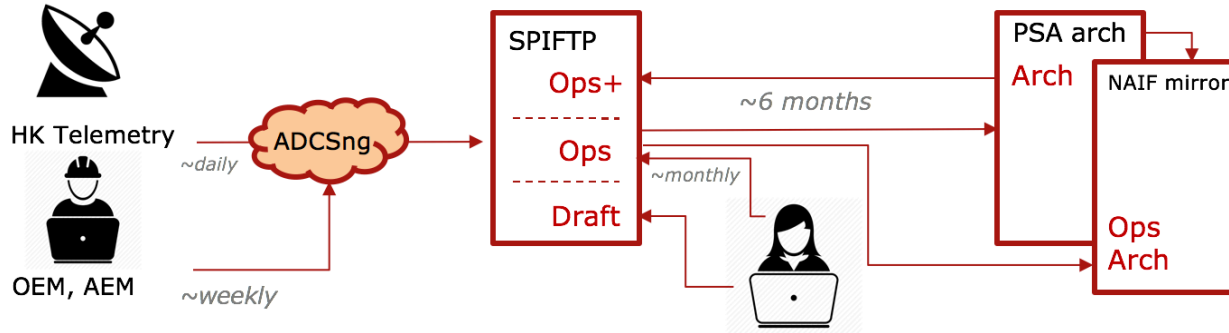 HK Telemetry
~daily
OEM, AEM
~weekly
ADCSng
SPIFTP
Ops+
Ops
Draft
~monthly
~6 months
PSA arch
Arch
NAIF mirror
Ops
Arch